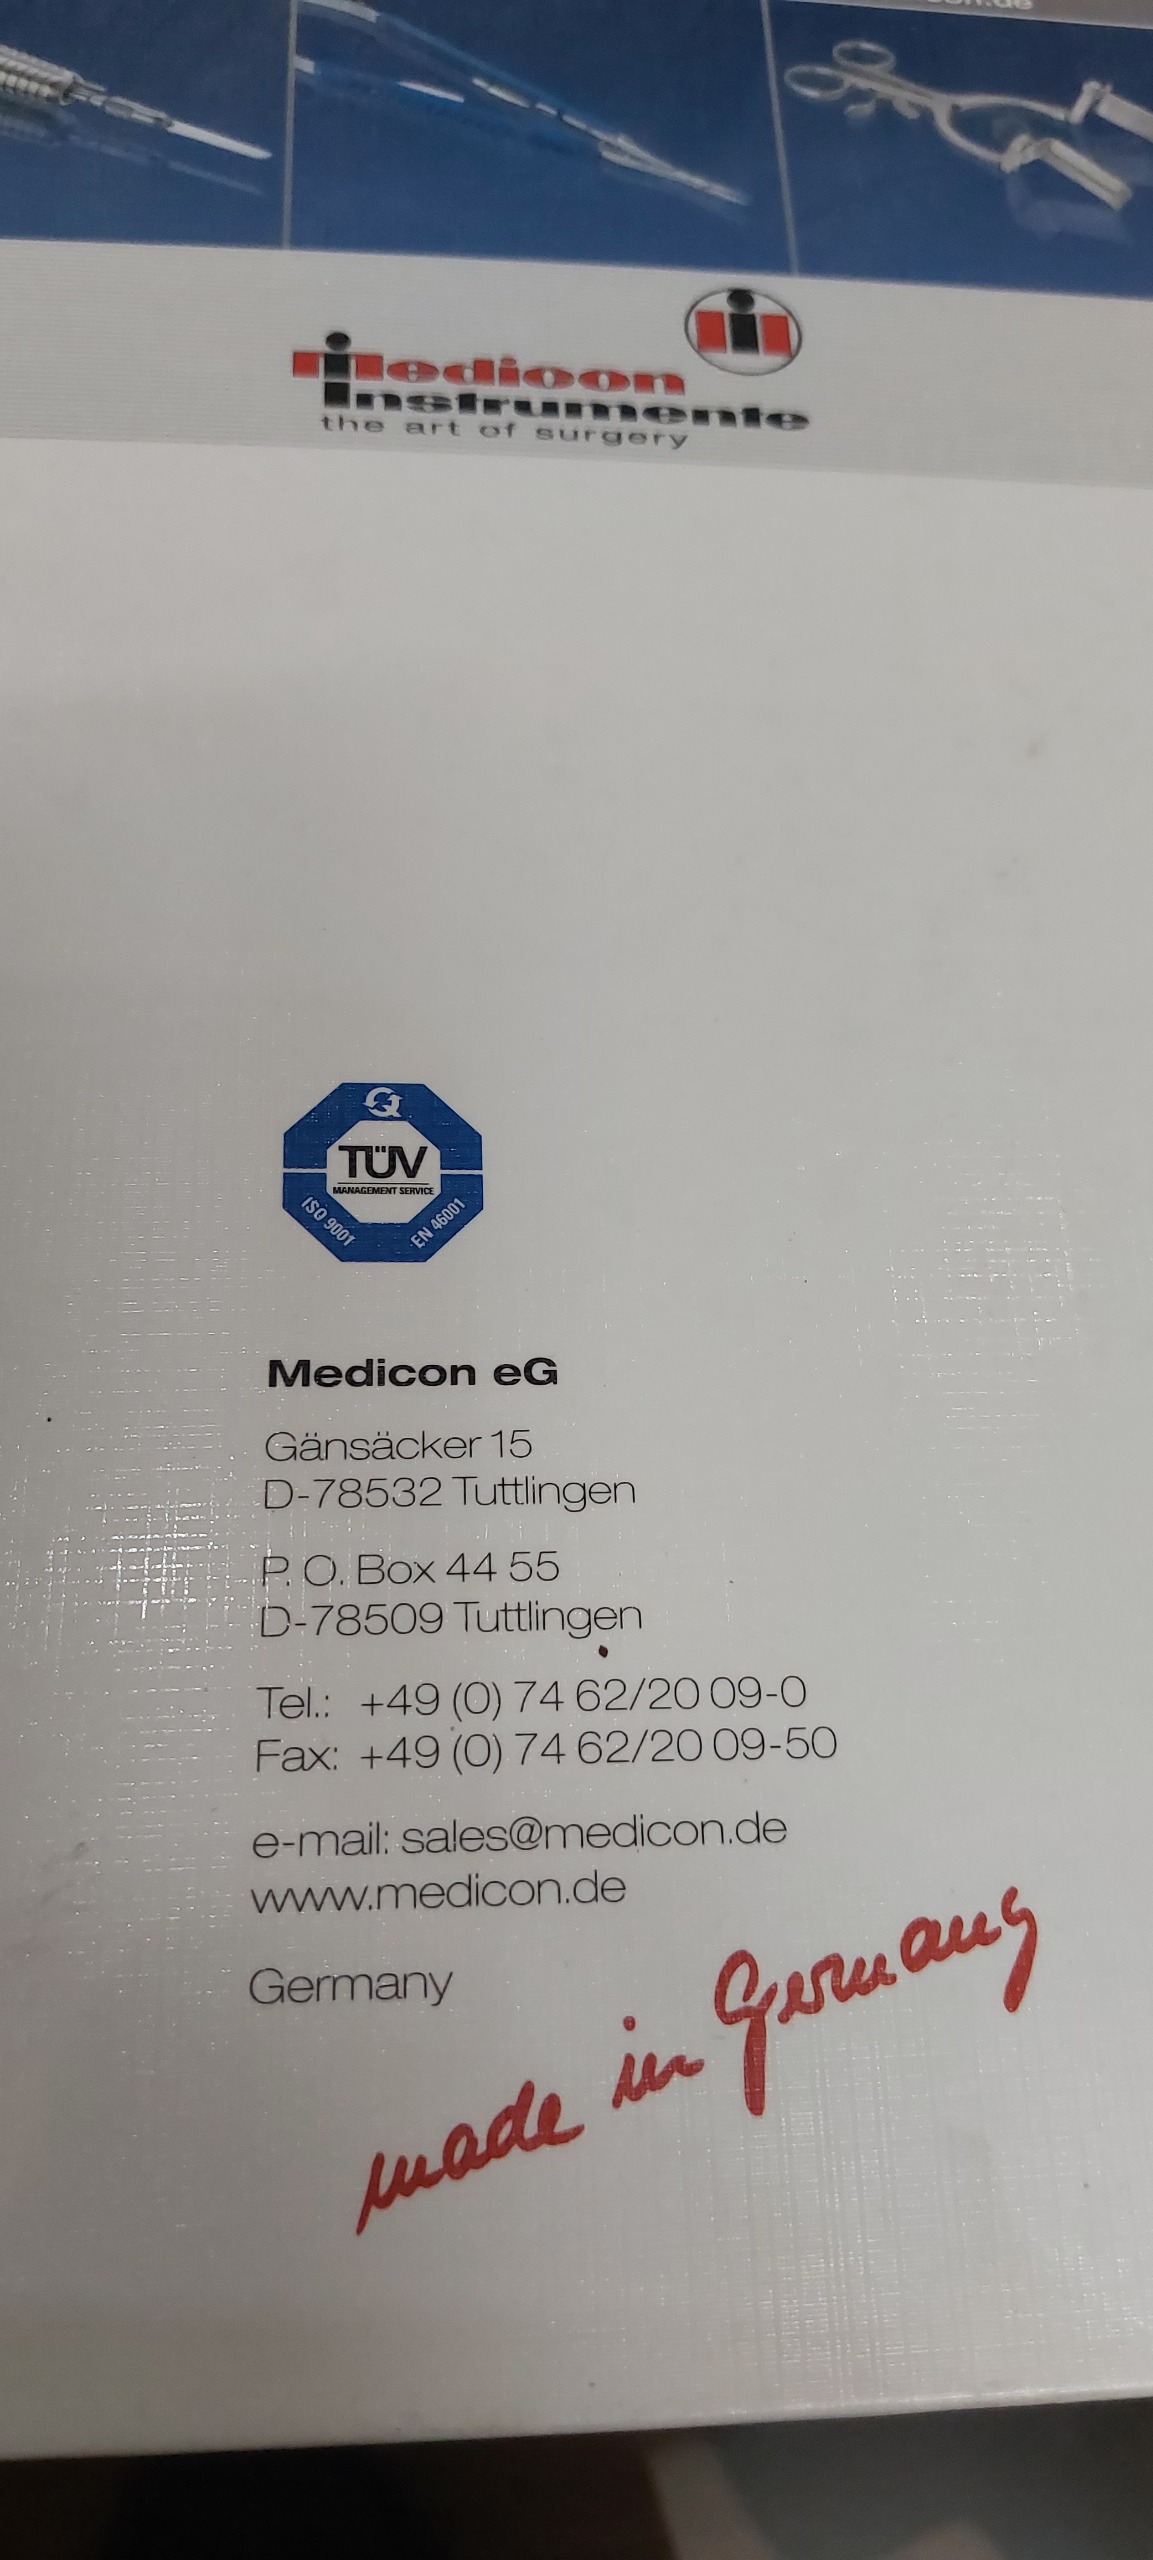 Medicon
Instrumente
the art of surgery
TÜV
MANAGEMENT SERVICE
ISO 9001
EN 46001
Medicon eG
Gänsäcker 15
D-78532 Tuttlingen
P. O. Box 44 55
D-78509 Tuttlingen
Tel.: +49 (0) 74 62/20 09-0
Fax: +49 (0) 74 62/20 09-50
e-mail: sales@medicon.de
www.medicon.de
Germany
made in Germany